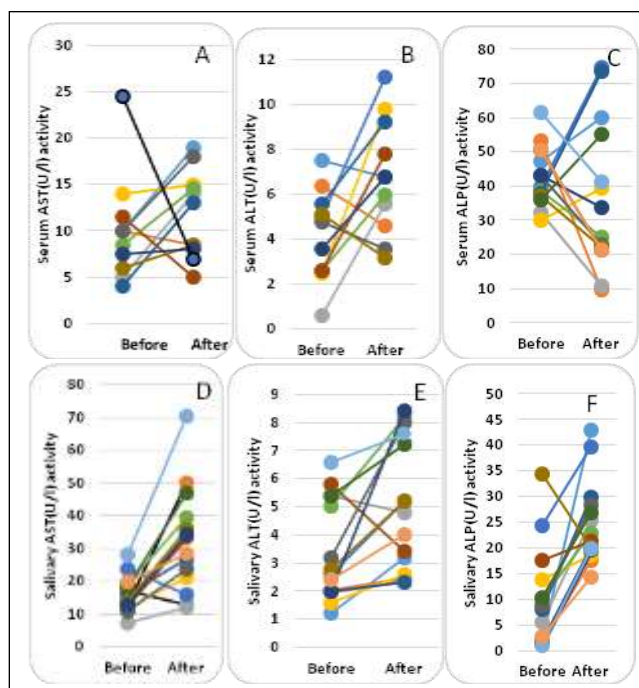 A
Serum AST(U/l) activity
30
25
20
15
10
5
0
Before
After
B
Serum ALT(U/l) activity
12
10
8
6
4
2
0
Before
After
C
Serum ALP(U/l) activity
80
70
60
50
40
30
20
10
0
Before
After
D
Salivary AST(U/l) activity
80
70
60
50
40
30
20
10
0
Before
After
E
Salivary ALT(U/l) activity
9
8
7
6
5
4
3
2
1
0
Before
After
F
Salivary ALP(U/l) activity
50
45
40
35
30
25
20
15
10
5
0
Before
After